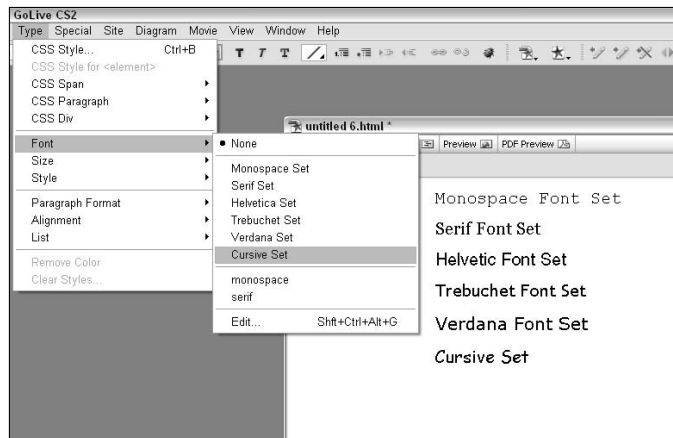 GoLive CS2
Type Special Site Diagram Movie View Window Help
CSS Style... Ctrl+B
CSS Style for <element>
CSS Span
CSS Paragraph
CSS Div
Font
Size
Style
Paragraph Format
Alignment
List
Remove Color
Clear Styles...
None
Monospace Set
Serif Set
Helvetica Set
Trebuchet Set
Verdana Set
Cursive Set
monospace
serif
Edit... Shft+Ctrl+Alt+G
untitled 6.html *
Preview PDF Preview
Monospace Font Set
Serif Font Set
Helvetic Font Set
Trebuchet Font Set
Verdana Font Set
Cursive Set